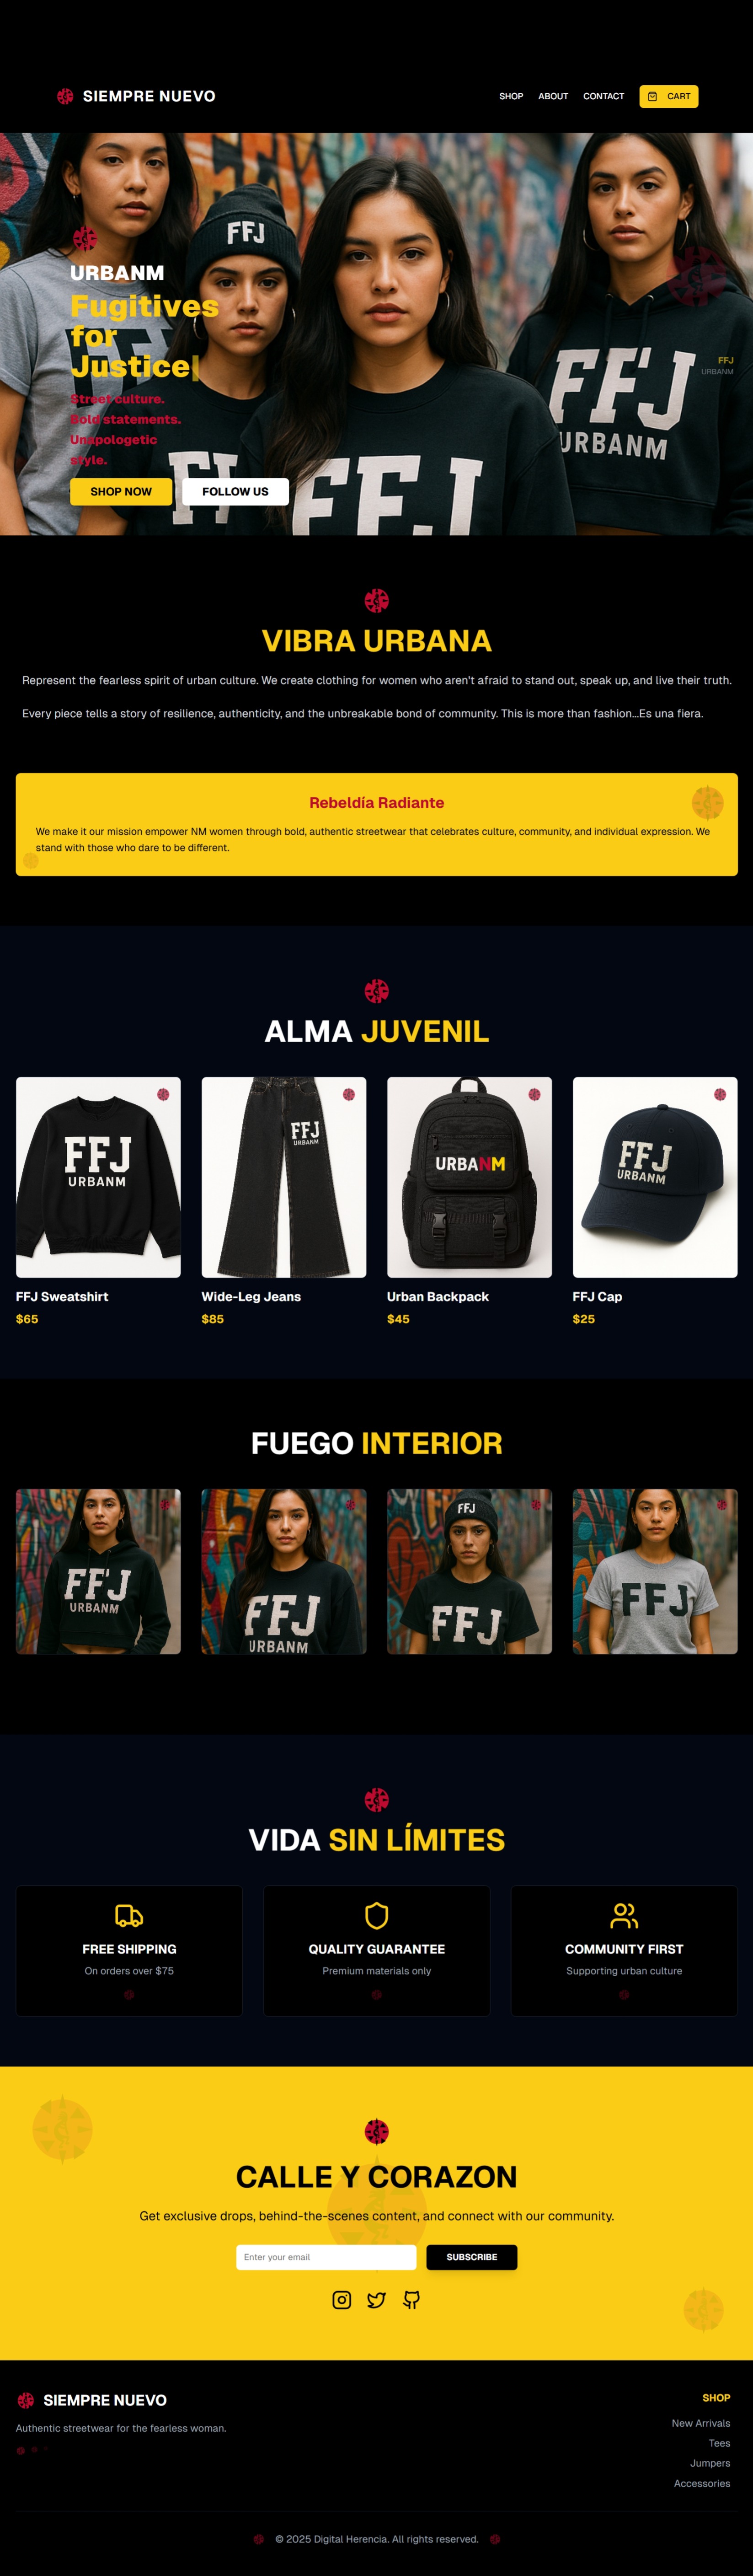 SIEMPRE NUEVO
SHOP ABOUT CONTACT CART
FFJ
URBANM
Fugitives
for
Justice
Street culture.
Bold statements.
Unapologetic
style.
SHOP NOW FOLLOW US
FFJ
FFJ
URBANM
FFJ
URBANM
VIBRA URBANA
Represent the fearless spirit of urban culture. We create clothing for women who aren't afraid to stand out, speak up, and live their truth.
Every piece tells a story of resilience, authenticity, and the unbreakable bond of community. This is more than fashion...Es una fiera.
Rebeldía Radiante
We make it our mission empower NM women through bold, authentic streetwear that celebrates culture, community, and individual expression. We
stand with those who dare to be different.
ALMA JUVENIL
FFJ
URBANM
FFJ
URBANM
URBANM
FFJ
URBANM
FFJ Sweatshirt Wide-Leg Jeans Urban Backpack FFJ Cap
$65 $85 $45 $25
FUEGO INTERIOR
FFJ
URBANM
FFJ
URBANM
FFJ
FFJ
FFJ
VIDA SIN LÍMITES
FREE SHIPPING QUALITY GUARANTEE COMMUNITY FIRST
On orders over $75 Premium materials only Supporting urban culture
CALLE Y CORAZON
Get exclusive drops, behind-the-scenes content, and connect with our community.
Enter your email SUBSCRIBE
SIEMPRE NUEVO
Authentic streetwear for the fearless woman.
SHOP
New Arrivals
Tees
Jumpers
Accessories
© 2025 Digital Herencia. All rights reserved.